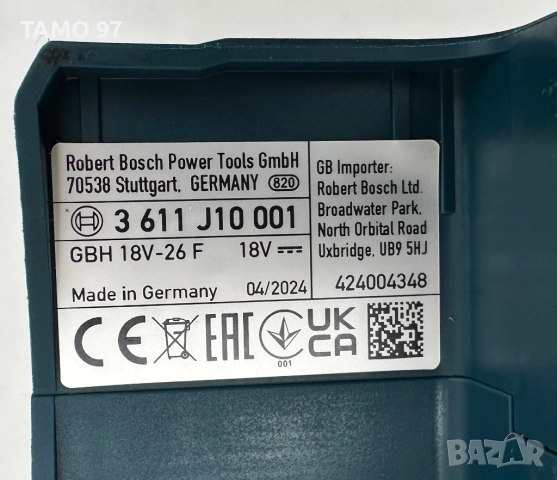 TAMO 97
Robert Bosch Power Tools GmbH
70538 Stuttgart, GERMANY 820
3 611 J10 001
GBH 18V-26 F 18V
Made in Germany 04/2024
GB Importer:
Robert Bosch Ltd.
Broadwater Park,
North Orbital Road
Uxbridge, UB9 5HJ
424004348
CE EAC 001 UK
CA
BAZAR